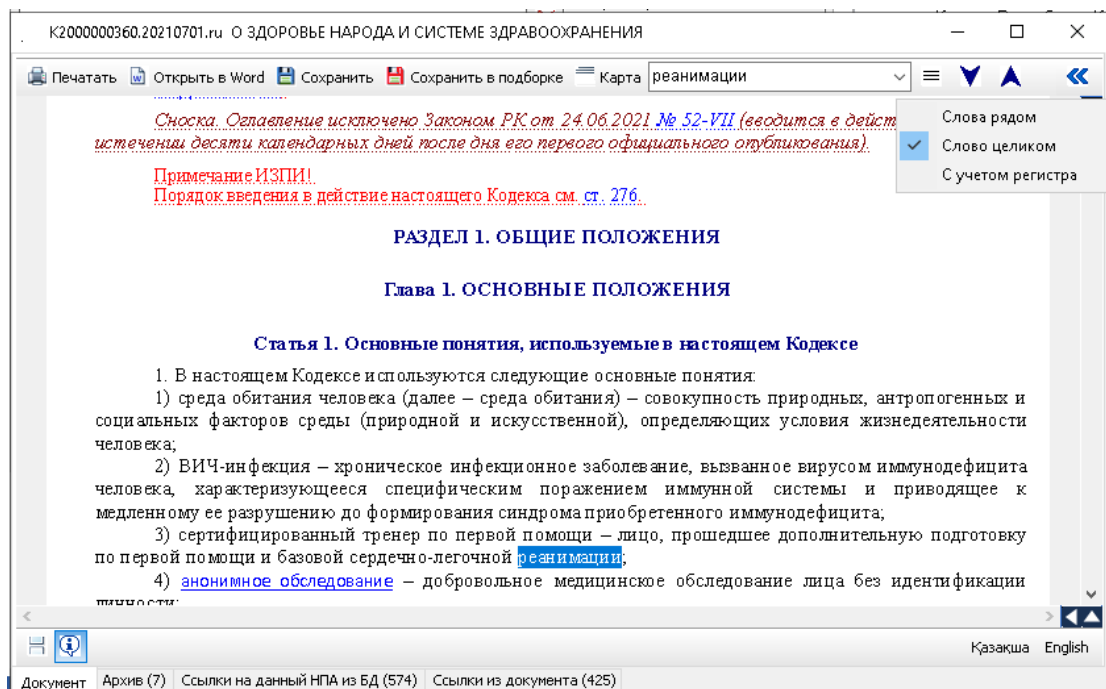 K2000000360.20210701.ru О ЗДОРОВЬЕ НАРОДА И СИСТЕМЕ ЗДРАВООХРАНЕНИЯ
Печатать Открыть в Word Сохранить Сохранить в подборке Карта реанимации
Слова рядом
Слово целиком
С учетом регистра
Сноска. Оглавление исключено Законом РК от 24.06.2021 № 52-VII (вводится в дейст
истечении десяти календарных дней после дня его первого официального опубликования).
Примечание ИЗПИ!
Порядок введения в действие настоящего Кодекса см. ст. 276.
РАЗДЕЛ 1. ОБЩИЕ ПОЛОЖЕНИЯ
Глава 1. ОСНОВНЫЕ ПОЛОЖЕНИЯ
Статья 1. Основные понятия, используемые в настоящем Кодексе
1. В настоящем Кодексе используются следующие основные понятия:
1) среда обитания человека (далее – среда обитания) – совокупность природных, антропогенных и
социальных факторов среды (природной и искусственной), определяющих условия жизнедеятельности
человека;
2) ВИЧ-инфекция – хроническое инфекционное заболевание, вызванное вирусом иммунодефицита
человека, характеризующееся специфическим поражением иммунной системы и приводящее к
медленному ее разрушению до формирования синдрома приобретенного иммунодефицита;
3) сертифицированный тренер по первой помощи – лицо, прошедшее дополнительную подготовку
по первой помощи и базовой сердечно-легочной реанимации;
4) анонимное обследование – добровольное медицинское обследование лица без идентификации
личности;
Қазақша English
Документ Архив (7) Ссылки на данный НПА из БД (574) Ссылки из документа (425)